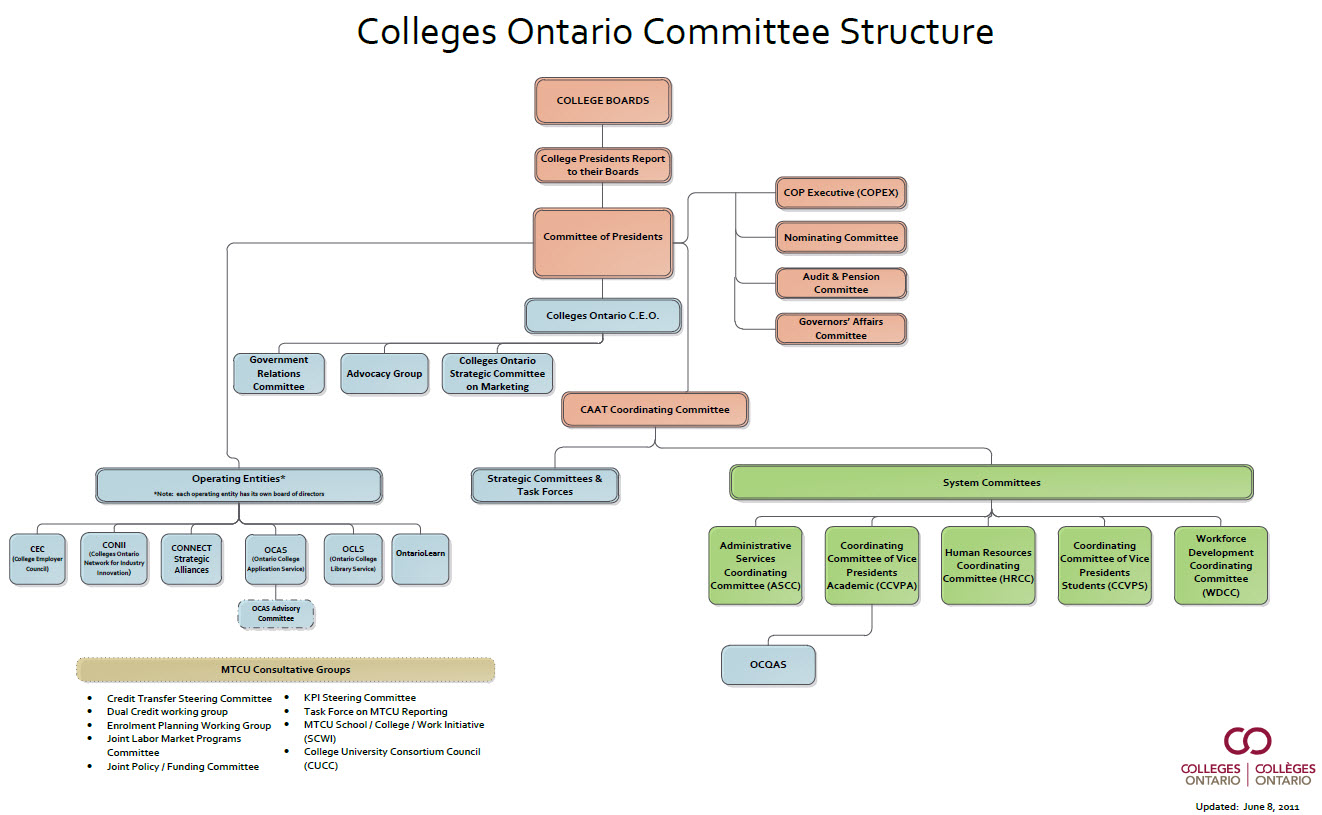 Colleges Ontario Committee Structure
COLLEGE BOARDS
College Presidents Report
to their Boards
Committee of Presidents
COP Executive (COPEX)
Nominating Committee
Audit & Pension
Committee
Governors' Affairs
Committee
Colleges Ontario C.E.O.
Government
Relations
Committee
Advocacy Group
Colleges Ontario
Strategic Committee
on Marketing
CAAT Coordinating Committee
Operating Entities*
*Note: each operating entity has its own board of directors
Strategic Committees &
Task Forces
System Committees
CEC
(College Employer
Council)
CONII
(Colleges Ontario
Network for Industry
Innovation)
CONNECT
Strategic
Alliances
OCAS
(Ontario College
Application Service)
OCLS
(Ontario College
Library Service)
OntarioLearn
OCAS Advisory
Committee
Administrative
Services
Coordinating
Committee (ASCC)
Coordinating
Committee of Vice
Presidents
Academic (CCVPA)
Human Resources
Coordinating
Committee (HRCC)
Coordinating
Committee of Vice
Presidents
Students (CCVPS)
Workforce
Development
Coordinating
Committee
(WDCC)
OCQAS
MTCU Consultative Groups
• Credit Transfer Steering Committee
• Dual Credit working group
• Enrolment Planning Working Group
• Joint Labor Market Programs
Committee
• Joint Policy / Funding Committee
• KPI Steering Committee
• Task Force on MTCU Reporting
• MTCU School / College / Work Initiative
(SCWI)
• College University Consortium Council
(CUCC)
COLLEGES
ONTARIO
COLLÈGES
ONTARIO
Updated: June 8, 2011